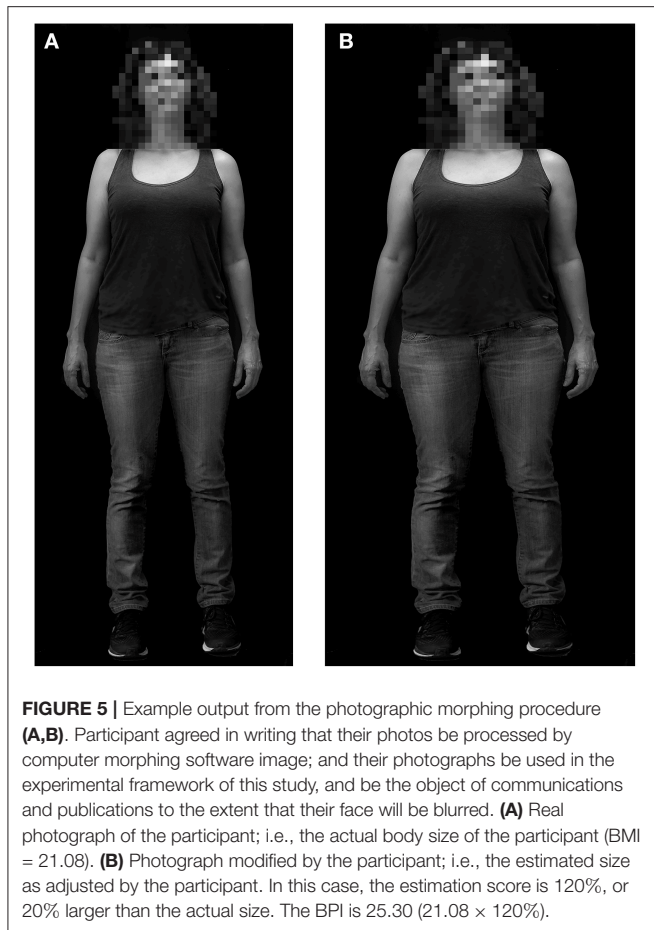 A
B
FIGURE 5 | Example output from the photographic morphing procedure
(A,B). Participant agreed in writing that their photos be processed by
computer morphing software image; and their photographs be used in the
experimental framework of this study, and be the object of communications
and publications to the extent that their face will be blurred. (A) Real
photograph of the participant; i.e., the actual body size of the participant (BMI
= 21.08). (B) Photograph modified by the participant; i.e., the estimated size
as adjusted by the participant. In this case, the estimation score is 120%, or
20% larger than the actual size. The BPI is 25.30 (21.08 × 120%).